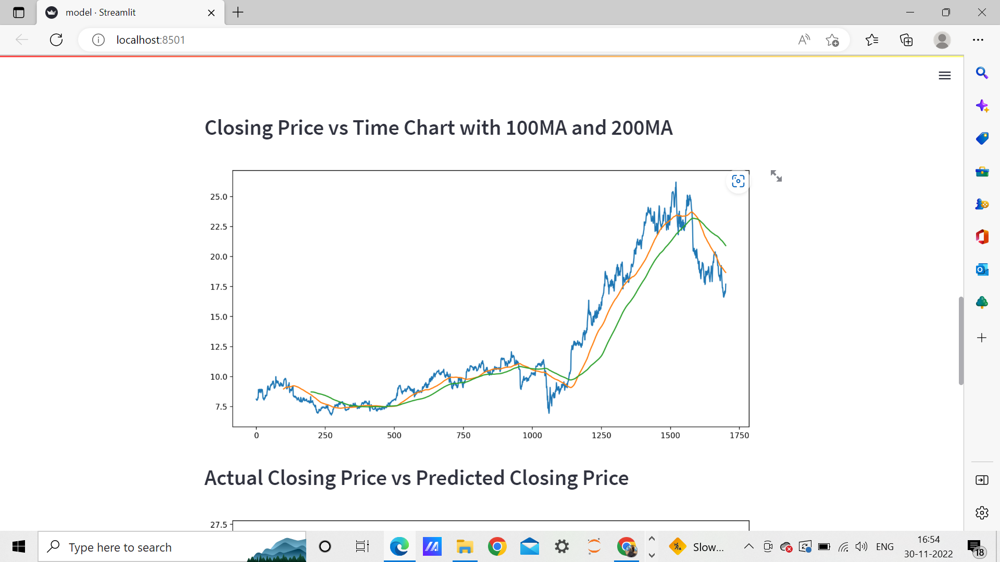 model · Streamlit
localhost:8501
Closing Price vs Time Chart with 100MA and 200MA
25.0
22.5
20.0
17.5
15.0
12.5
10.0
7.5
0 250 500 750 1000 1250 1500 1750
Actual Closing Price vs Predicted Closing Price
27.5
Type here to search
Slow...
ENG
16:54
30-11-2022
18